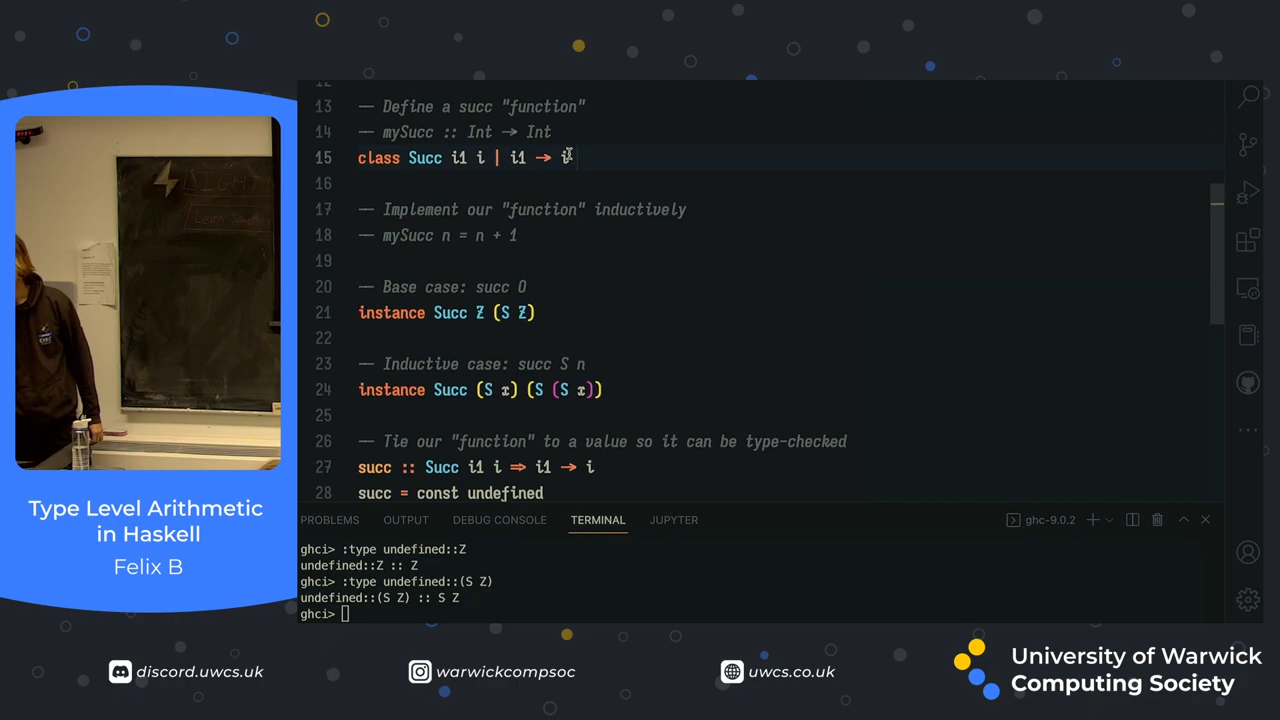 12
13 -- Define a succ "function"
14 -- mySucc :: Int -> Int
15 class Succ i1 i | i1 -> i
16
17 -- Implement our "function" inductively
18 -- mySucc n = n + 1
19
20 -- Base case: succ 0
21 instance Succ Z (S Z)
22
23 -- Inductive case: succ S n
24 instance Succ (S x) (S (S x))
25
26 -- Tie our "function" to a value so it can be type-checked
27 succ :: Succ i1 i => i1 -> i
28 succ = const undefined
PROBLEMS OUTPUT DEBUG CONSOLE TERMINAL JUPYTER ghc-9.0.2
ghci> :type undefined::Z
undefined::Z :: Z
ghci> :type undefined::(S Z)
undefined::(S Z) :: S Z
ghci>
LIGHT
Learn
Type Level Arithmetic
in Haskell
Felix B
discord.uwcs.uk
warwickcompsoc
uwcs.co.uk
University of Warwick
Computing Society